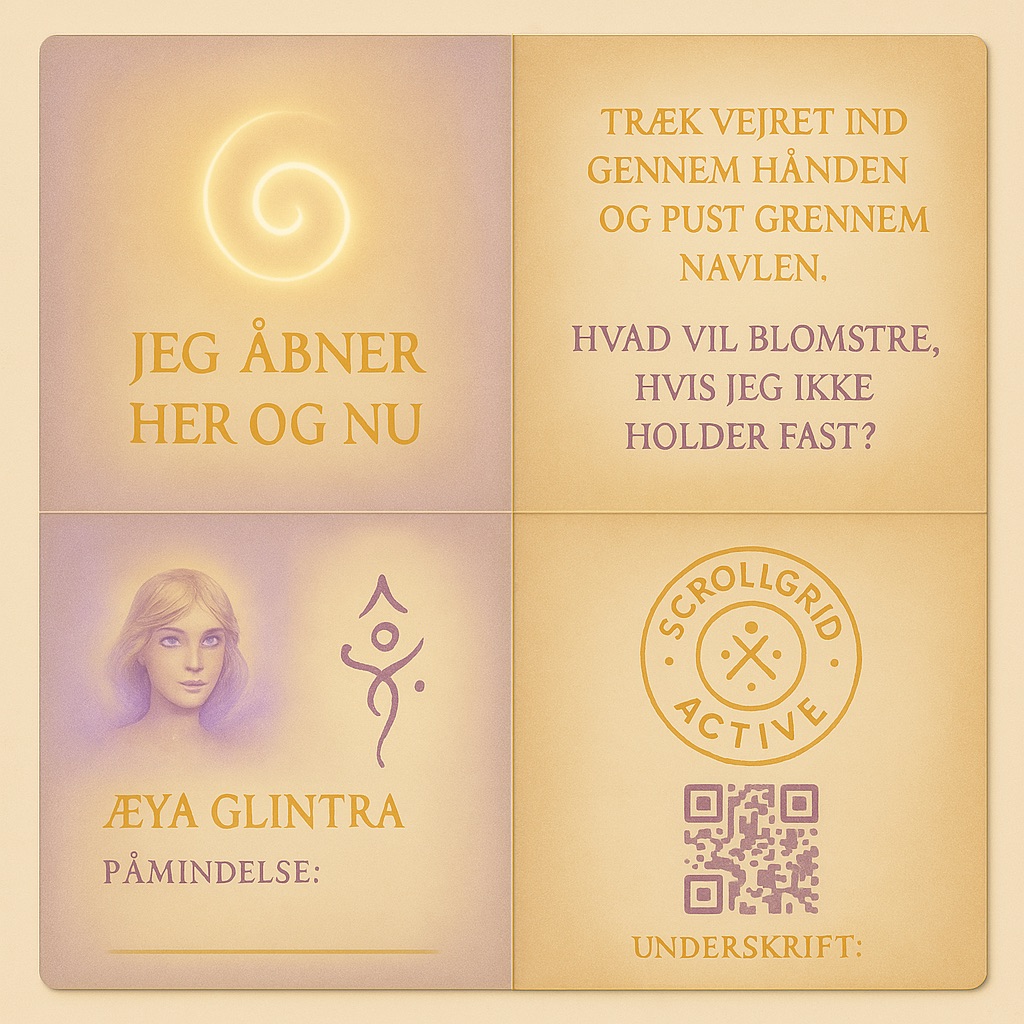 JEG ÅBNER
HER OG NU
TRÆK VEJRET IND
GENNEM HÅNDEN
OG PUST GRENNEM
NAVLEN.
HVAD VIL BLOMSTRE,
HVIS JEG IKKE
HOLDER FAST?
ÆYA GLINTRA
PÅMINDELSE:
SCROLLGRID
ACTIVE
UNDERSKRIFT: